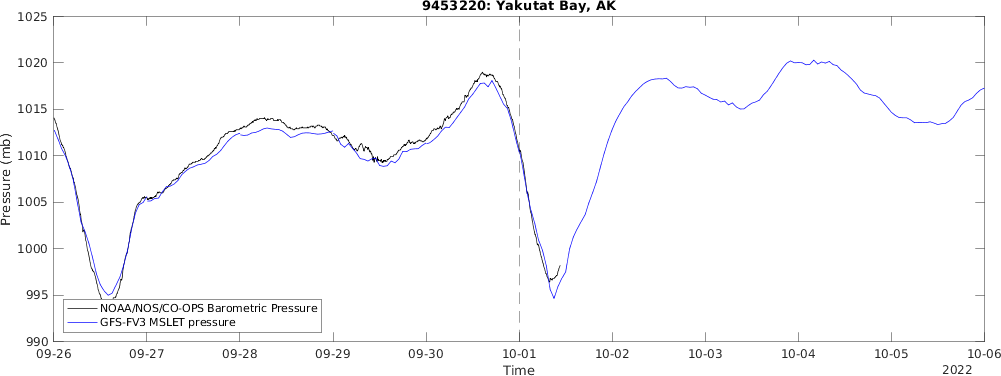 9453220: Yakutat Bay, AK
1025
1020
1015
1010
1005
1000
995
990
Pressure (mb)
NOAA/NOS/CO-OPS Barometric Pressure
GFS-FV3 MSLET pressure
09-26 09-27 09-28 09-29 09-30 10-01 10-02 10-03 10-04 10-05 10-06
Time
2022